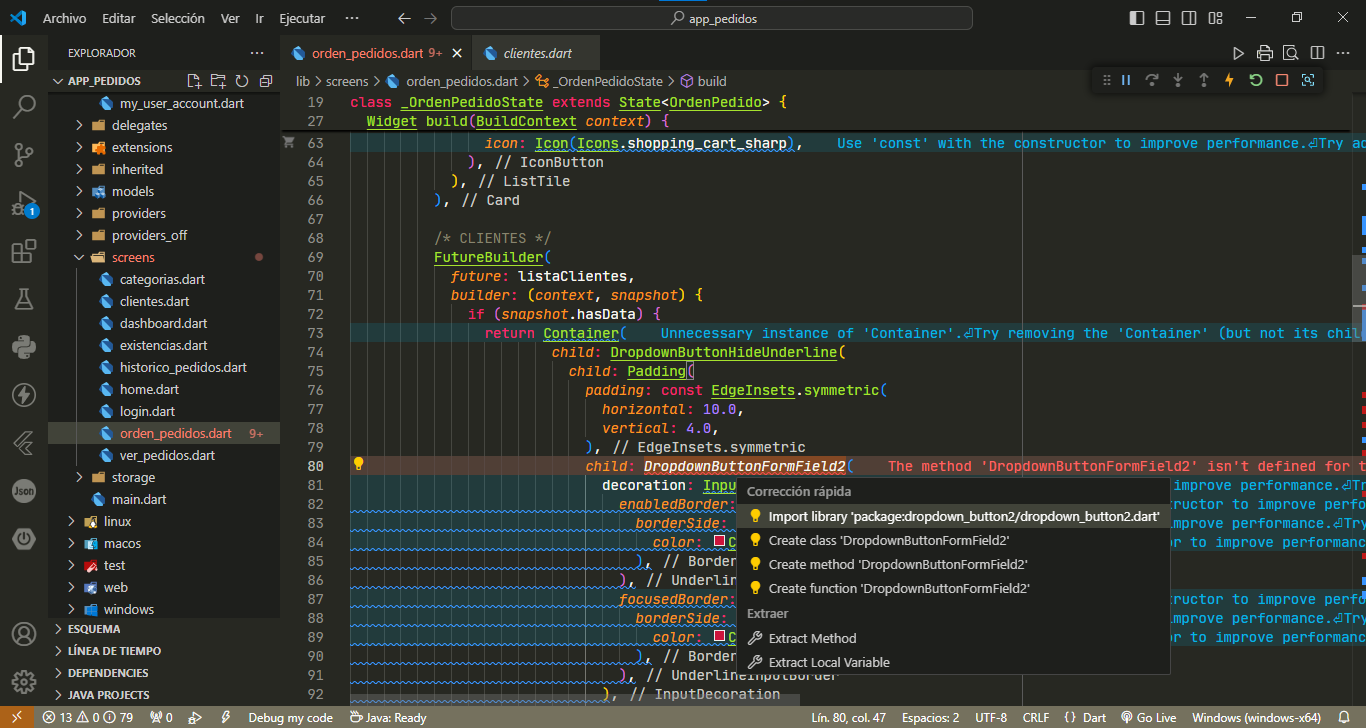 Archivo Editar Selección Ver Ir Ejecutar ··· app_pedidos
EXPLORADOR ···
APP_PEDIDOS
my_user_account.dart
delegates
extensions
inherited
models
providers
providers_off
screens
categorias.dart
clientes.dart
dashboard.dart
existencias.dart
historico_pedidos.dart
home.dart
login.dart
orden_pedidos.dart 9+
ver_pedidos.dart
storage
main.dart
linux
macos
test
web
windows
ESQUEMA
LÍNEA DE TIEMPO
DEPENDENCIES
JAVA PROJECTS
1
Json
orden_pedidos.dart 9+ clientes.dart
lib > screens > orden_pedidos.dart > _OrdenPedidoState > build
19 class _OrdenPedidoState extends State<OrdenPedido> {
27 Widget build(BuildContext context) {
63 icon: Icon(Icons.shopping_cart_sharp), Use 'const' with the constructor to improve performance.⏎Try ad
64 ), // IconButton
65 ), // ListTile
66 ), // Card
67
68 /* CLIENTES */
69 FutureBuilder(
70 future: listaClientes,
71 builder: (context, snapshot) {
72 if (snapshot.hasData) {
73 return Container( Unnecessary instance of 'Container'.⏎Try removing the 'Container' (but not its chil
74 child: DropdownButtonHideUnderline(
75 child: Padding(
76 padding: const EdgeInsets.symmetric(
77 horizontal: 10.0,
78 vertical: 4.0,
79 ), // EdgeInsets.symmetric
80 child: DropdownButtonFormField2( The method 'DropdownButtonFormField2' isn't defined for t
81 decoration: Inpu improve performance.⏎Tr
82 enabledBorder: ructor to improve perfo
83 borderSide: improve performance.⏎Try
84 color: C or to improve performance
85 ), // Border
86 ), // Underlin
87 focusedBorder: ructor to improve perfo
88 borderSide: improve performance.⏎Try
89 color: C or to improve performance
90 ), // Border
91 ), // UnderlineInputBorder
92 ), // InputDecoration
Corrección rápida
Import library 'package:dropdown_button2/dropdown_button2.dart'
Create class 'DropdownButtonFormField2'
Create method 'DropdownButtonFormField2'
Create function 'DropdownButtonFormField2'
Extraer
Extract Method
Extract Local Variable
13 0 79 0 Debug my code Java: Ready Lín. 80, col. 47 Espacios: 2 UTF-8 CRLF {} Dart Go Live Windows (windows-x64)